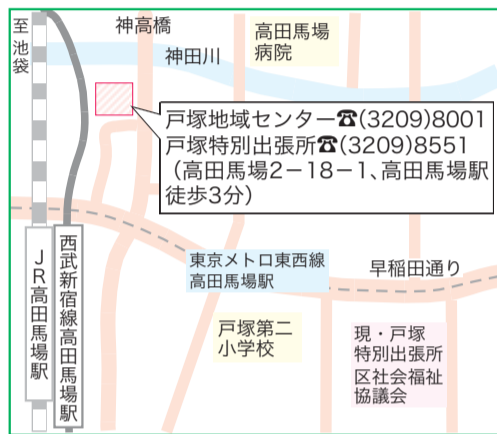 至池袋
神高橋
神田川
高田馬場
病院
戸塚地域センター☎(3209)8001
戸塚特別出張所☎(3209)8551
（高田馬場2－18－1、高田馬場駅
徒歩3分）
東京メトロ東西線
高田馬場駅
早稲田通り
JR高田馬場駅
西武新宿線高田馬場駅
戸塚第二
小学校
現・戸塚
特別出張所
区社会福祉
協議会